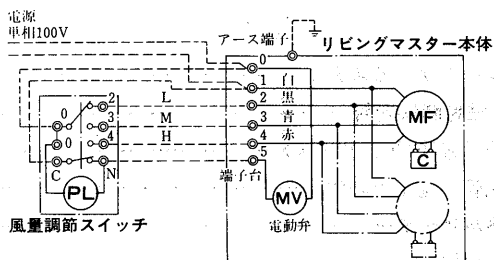 電源
単相100V
アース端子
リビングマスター本体
0
1 白
2 黒
3 青
4 赤
5
端子台
L
M
H
0
0
C
2
3
4
N
PL
風量調節スイッチ
MV
電動弁
MF
C